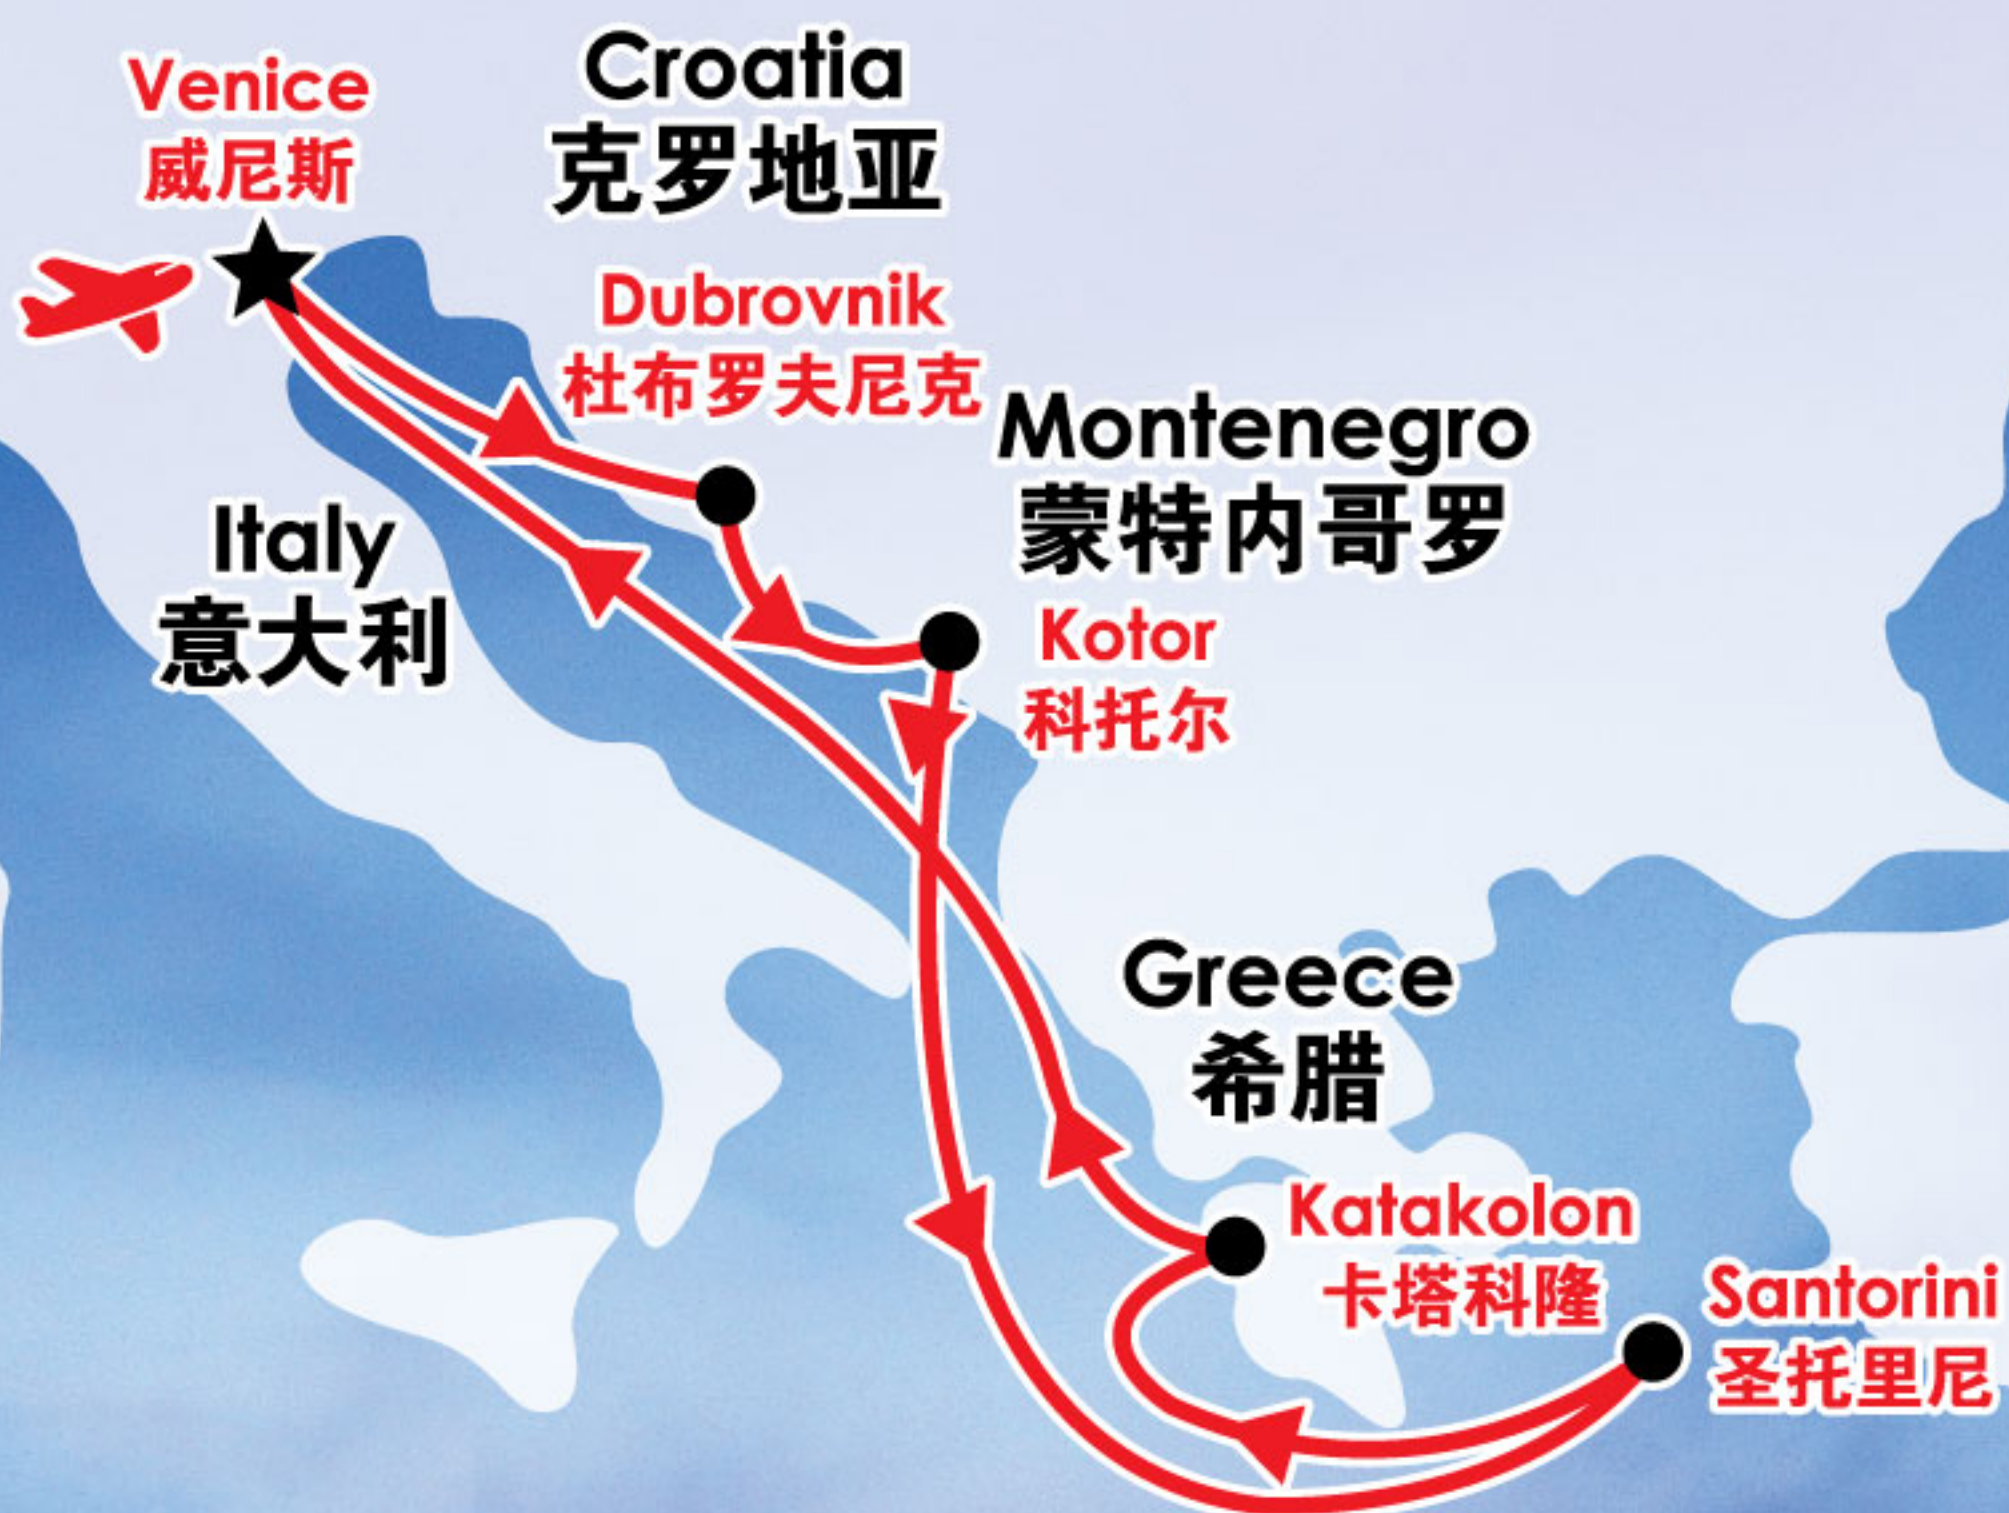 Venice
威尼斯
Croatia
克罗地亚
Dubrovnik
杜布罗夫尼克
Montenegro
蒙特内哥罗
Italy
意大利
Kotor
科托尔
Greece
希腊
Katakolon
卡塔科隆
Santorini
圣托里尼